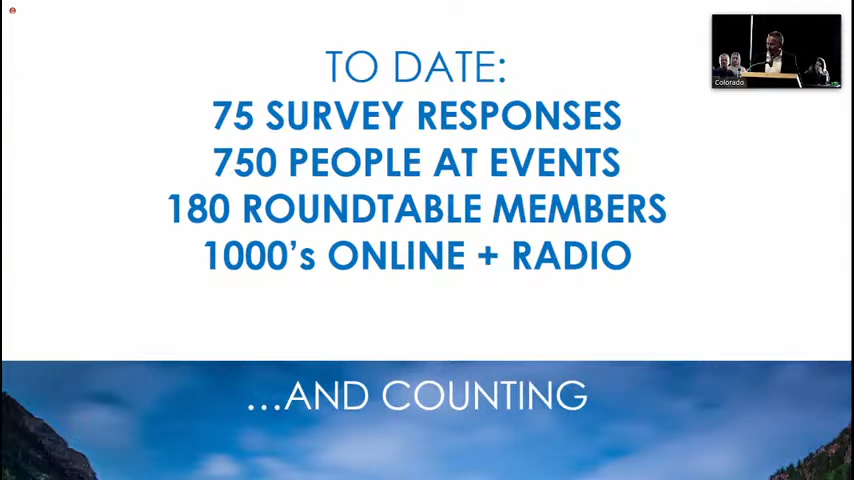 TO DATE:
75 SURVEY RESPONSES
750 PEOPLE AT EVENTS
180 ROUNDTABLE MEMBERS
1000's ONLINE + RADIO
...AND COUNTING
Colorado